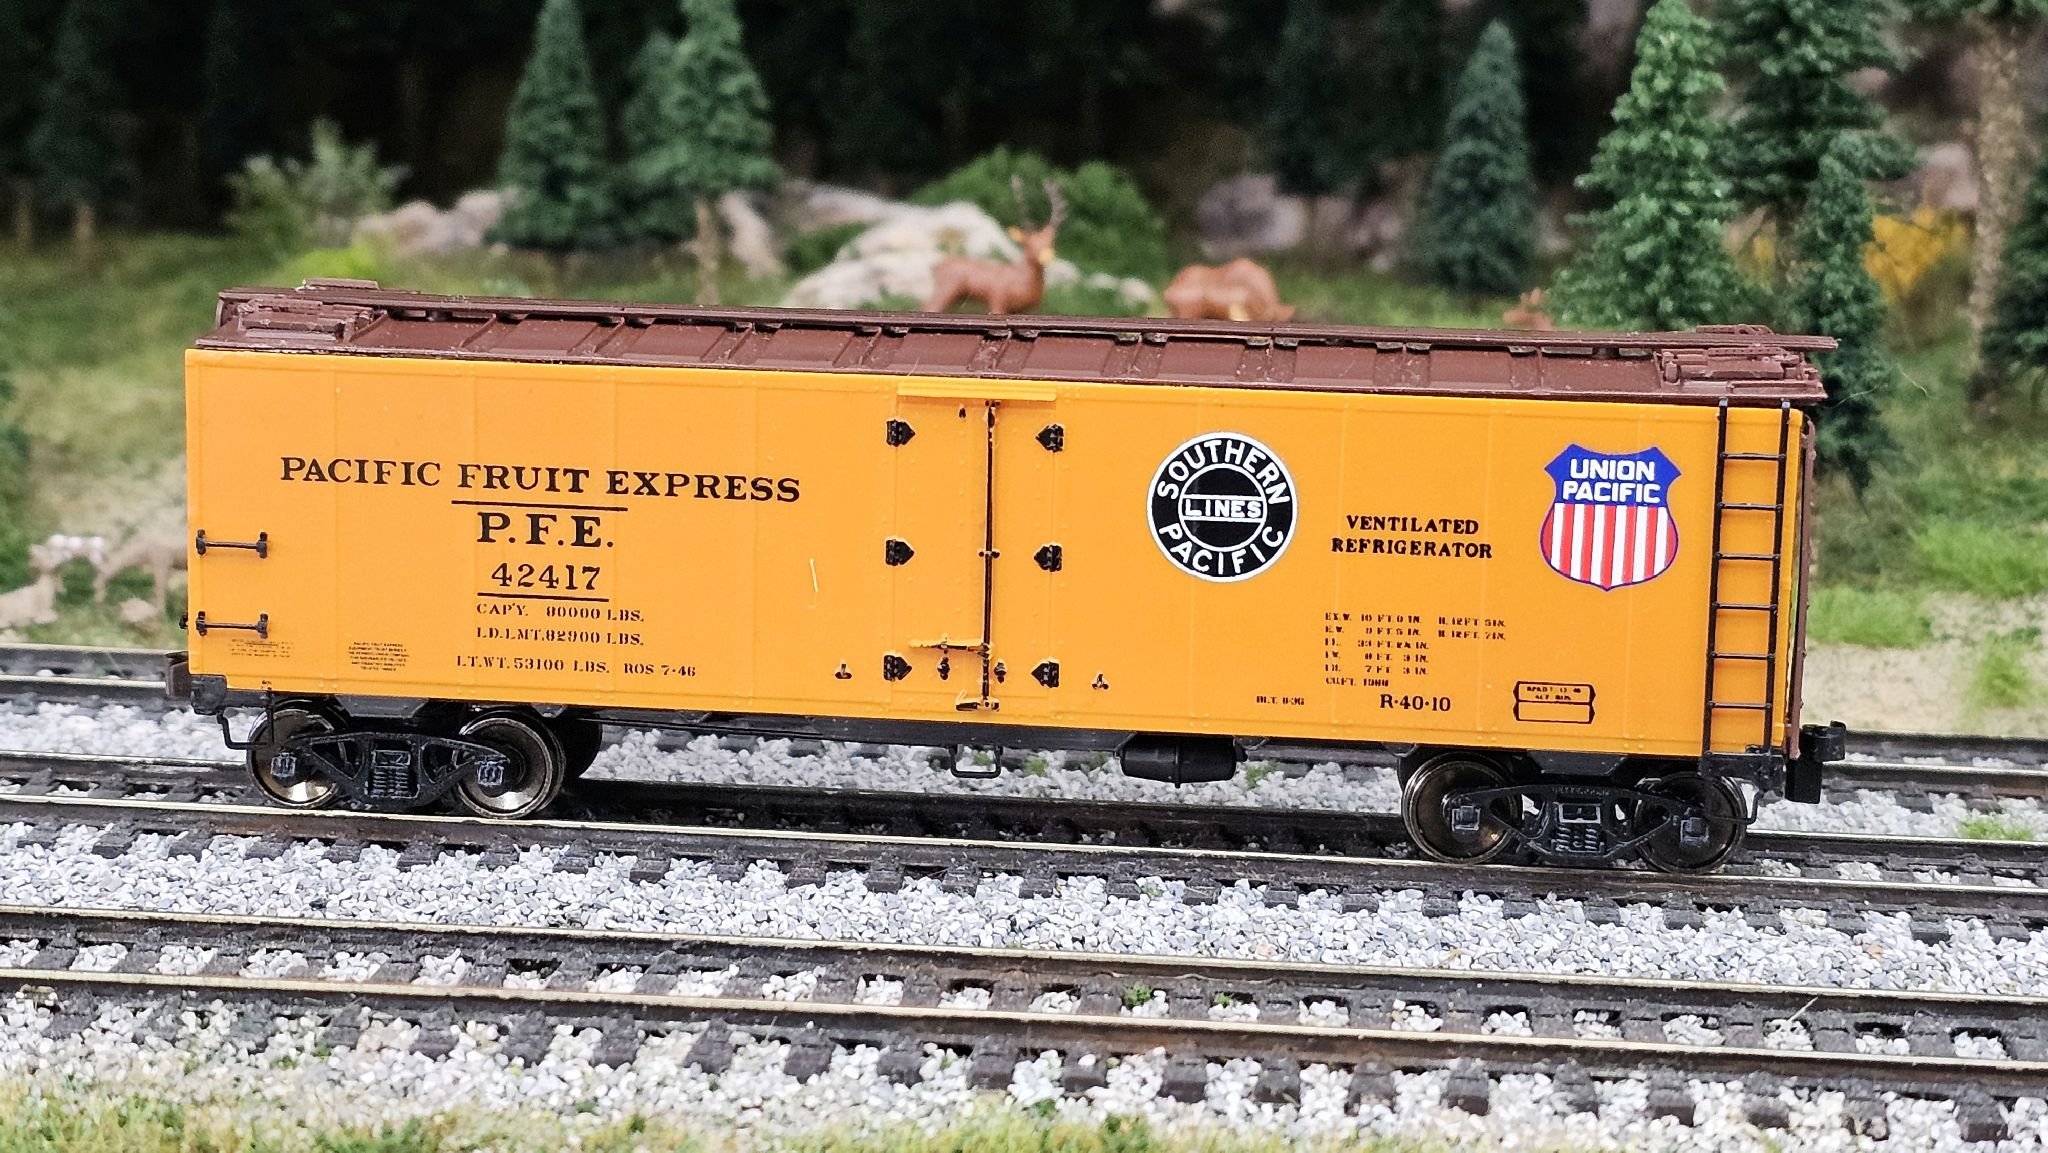 PACIFIC FRUIT EXPRESS
P.F.E.
42417
CAP'Y. 80000 LBS.
LD.LMT. 82900 LBS.
LT.WT. 53100 LBS. ROS 7-46
SOUTHERN
LINES
PACIFIC
VENTILATED
REFRIGERATOR
UNION
PACIFIC
R-40-10